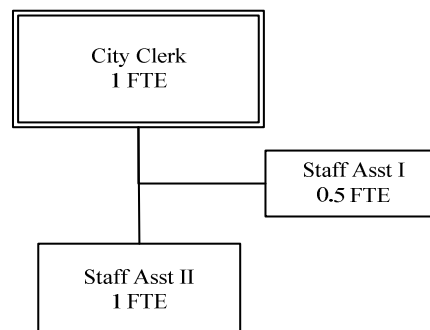 City Clerk
1 FTE
Staff Asst I
0.5 FTE
Staff Asst II
1 FTE